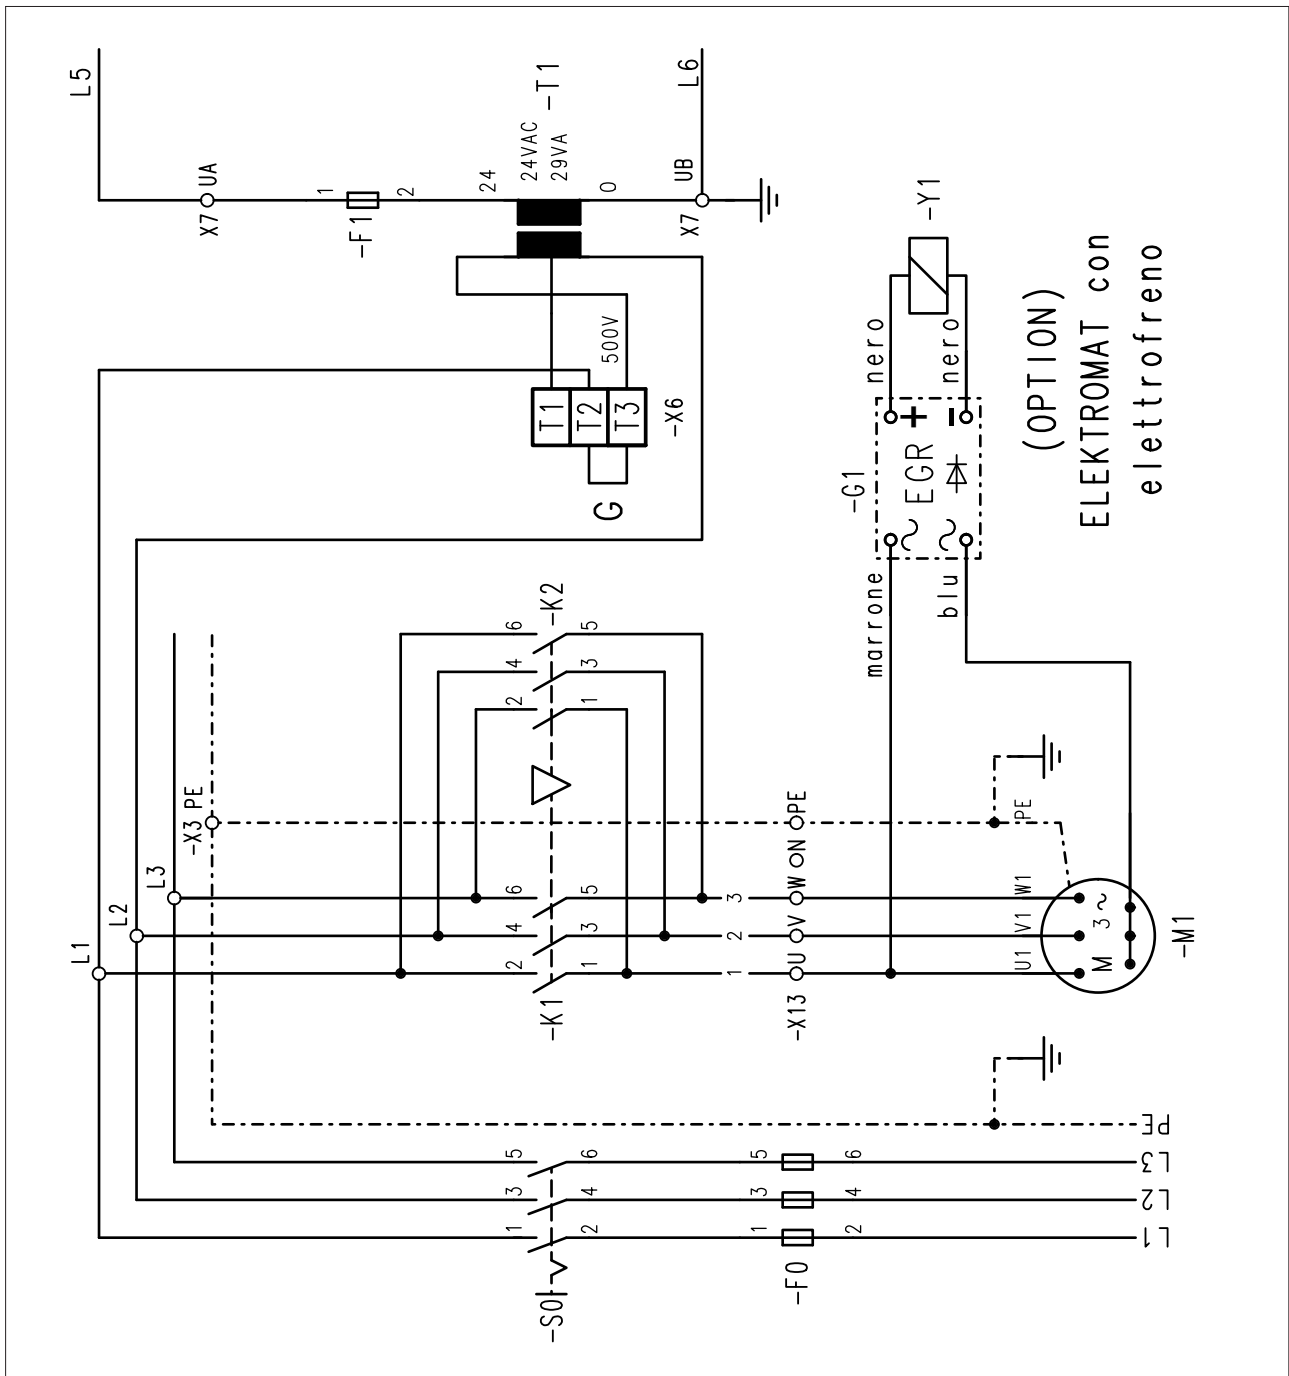 L5
X7 UA
1
-F1
2
24
24VAC
29VA
-T1
0
X7 UB
L6
500V
T1
T2
T3
-X6
G
-Y1
nero
nero
+
-
EGR
-G1
~
~
marrone
blu
(OPTION)
ELEKTROMAT con
elettrofreno
-K2
6
5
4
3
2
1
-X3 PE
L3
L2
L1
6
5
4
3
2
1
-K1
3
2
1
-X13 U V W N PE
PE
W1
V1
U1
M 3 ~
-M1
PE
L3
L2
L1
5
6
3
4
1
2
-S0
5
6
3
4
1
2
-F0